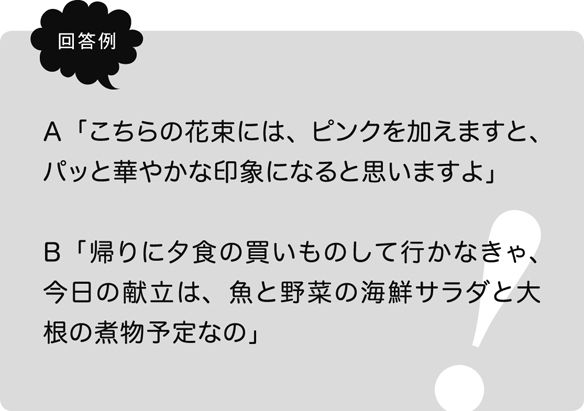 回答例
A「こちらの花束には、ピンクを加えますと、
パッと華やかな印象になると思いますよ」
B「帰りに夕食の買いものして行かなきゃ、
今日の献立は、魚と野菜の海鮮サラダと大
根の煮物予定なの」